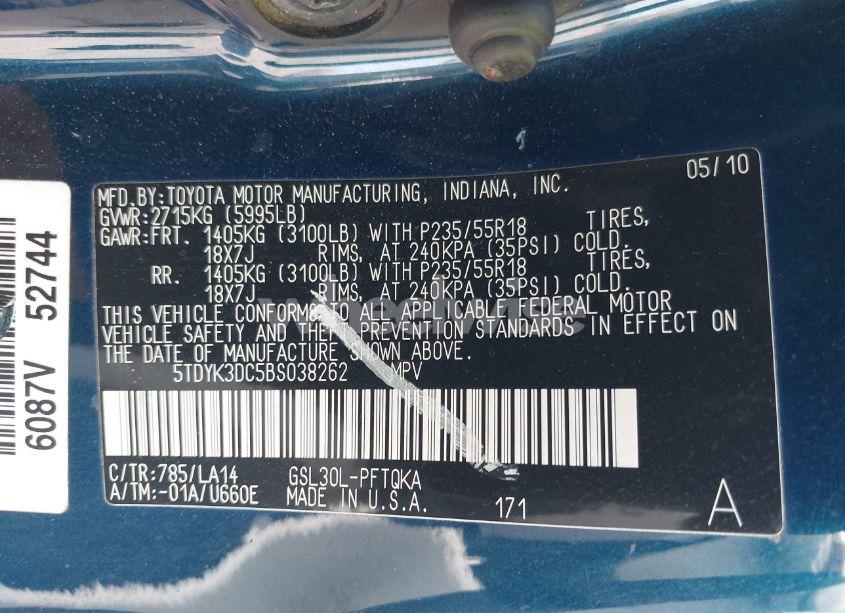 05/10
MFD.BY:TOYOTA MOTOR MANUFACTURING, INDIANA, INC.
GVWR:2715KG (5995LB)
GAWR:FRT. 1405KG (3100LB) WITH P235/55R18 TIRES,
18X7J RIMS, AT 240KPA (35PSI) COLD.
RR. 1405KG (3100LB) WITH P235/55R18 TIRES,
18X7J RIMS, AT 240KPA (35PSI) COLD.
THIS VEHICLE CONFORMS TO ALL APPLICABLE FEDERAL MOTOR
VEHICLE SAFETY AND THEFT PREVENTION STANDARDS IN EFFECT ON
THE DATE OF MANUFACTURE SHOWN ABOVE.
5TDYK3DC5BS038262 MPV
C/TR:785/LA14 GSL30L-PFTQKA
A/TM:-01A/U660E MADE IN U.S.A. 171 A
6087V 52744